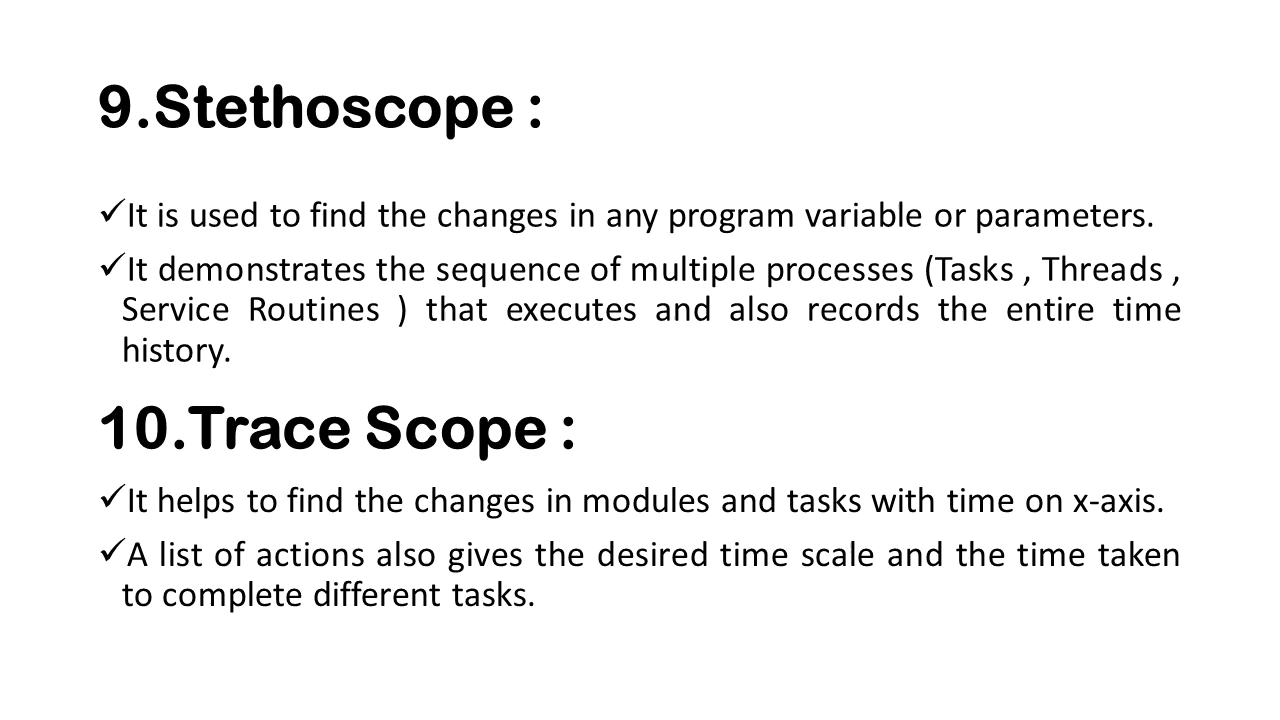 9.Stethoscope :
✓It is used to find the changes in any program variable or parameters.
✓It demonstrates the sequence of multiple processes (Tasks , Threads ,
Service Routines ) that executes and also records the entire time
history.
10.Trace Scope :
✓It helps to find the changes in modules and tasks with time on x-axis.
✓A list of actions also gives the desired time scale and the time taken
to complete different tasks.